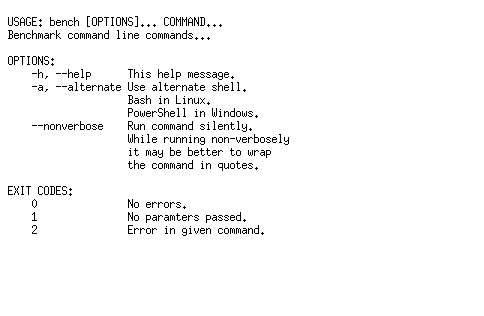 USAGE: bench [OPTIONS]... COMMAND...
Benchmark command line commands...

OPTIONS:
    -h, --help      This help message.
    -a, --alternate Use alternate shell.
                    Bash in Linux.
                    PowerShell in Windows.
    --nonverbose    Run command silently.
                    While running non-verbosely
                    it may be better to wrap
                    the command in quotes.

EXIT CODES:
    0               No errors.
    1               No paramters passed.
    2               Error in given command.